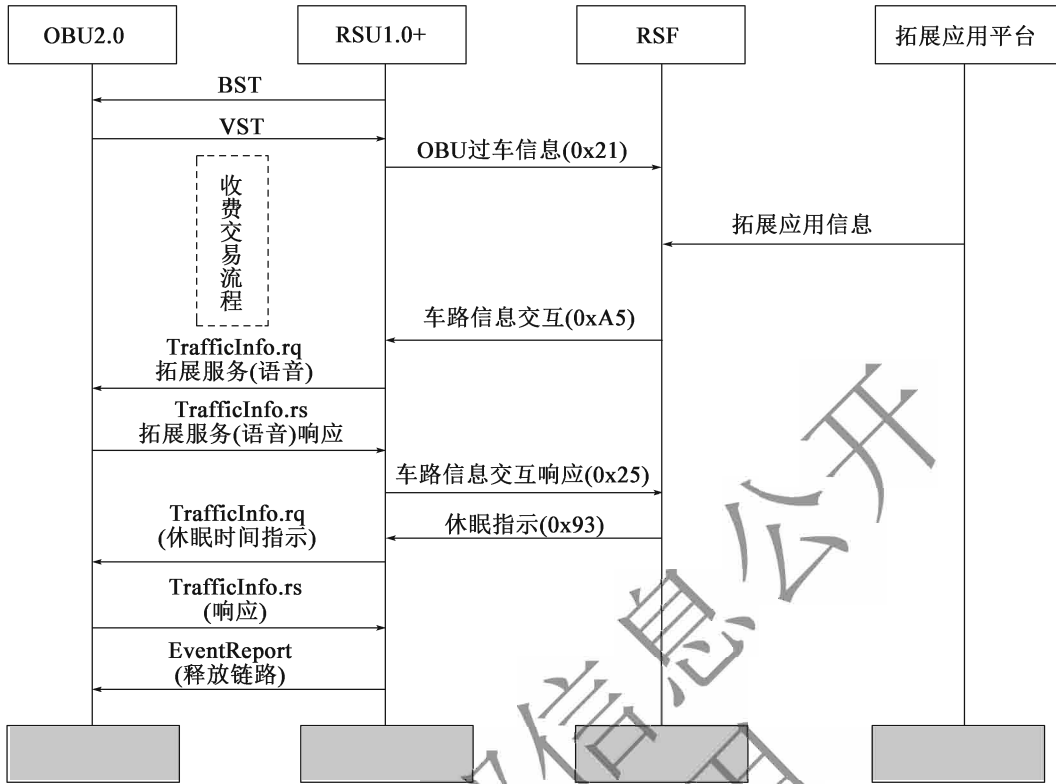 OBU2.0
RSU1.0+
RSF
拓展应用平台
BST
VST
OBU过车信息(0x21)
收费交易流程
拓展应用信息
车路信息交互(0xA5)
TrafficInfo.rq
拓展服务(语音)
TrafficInfo.rs
拓展服务(语音)响应
车路信息交互响应(0x25)
TrafficInfo.rq
(休眠时间指示)
休眠指示(0x93)
TrafficInfo.rs
(响应)
EventReport
(释放链路)
信息公开